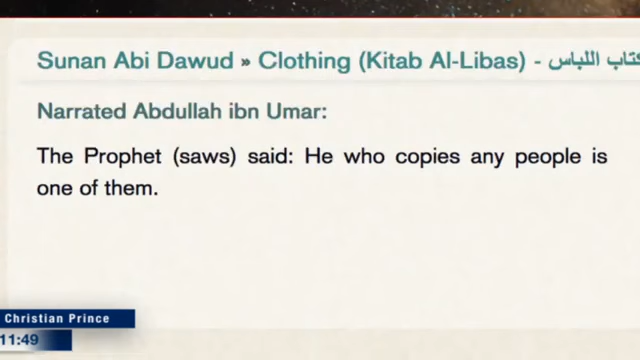 Sunan Abi Dawud » Clothing (Kitab Al-Libas) - كتاب اللباس
Narrated Abdullah ibn Umar:
The Prophet (saws) said: He who copies any people is
one of them.
Christian Prince
11:49